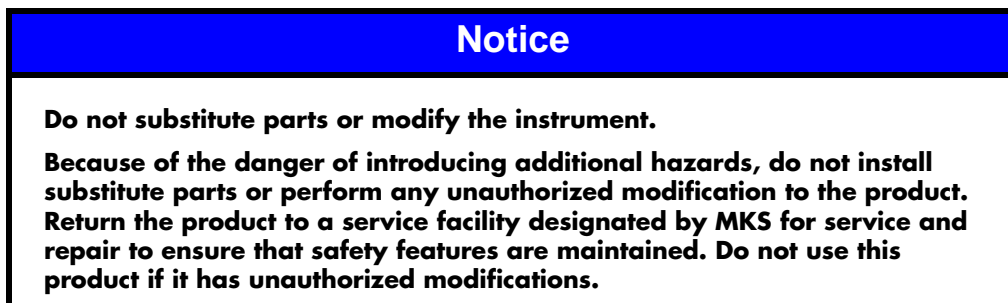 Notice
Do not substitute parts or modify the instrument.
Because of the danger of introducing additional hazards, do not install
substitute parts or perform any unauthorized modification to the product.
Return the product to a service facility designated by MKS for service and
repair to ensure that safety features are maintained. Do not use this
product if it has unauthorized modifications.